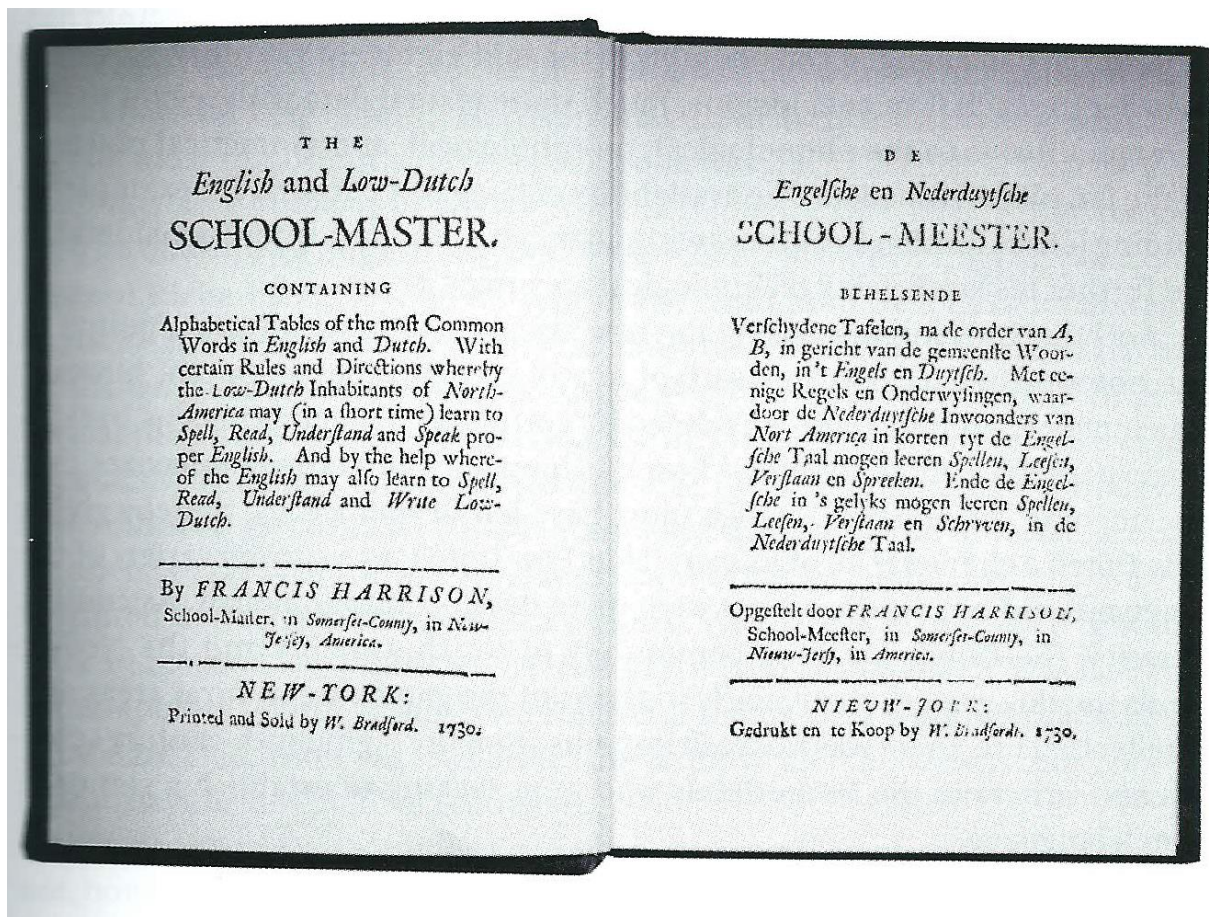 THE
Engliſh and Low-Dutch
SCHOOL-MASTER.
CONTAINING
Alphabetical Tables of the moſt Common
Words in Engliſh and Dutch. With
certain Rules and Directions whereby
the Low-Dutch Inhabitants of North-
America may (in a ſhort time) learn to
Spell, Read, Underſtand and Speak pro-
per Engliſh. And by the help where-
of the Engliſh may alſo learn to Spell,
Read, Underſtand and Write Low-
Dutch.
By FRANCIS HARRISON,
School-Maſter, in Somerſet-County, in New-
Jerſey, America.
NEW-YORK:
Printed and Sold by W. Bradford. 1730.
DE
Engelſche en Nederduytſche
SCHOOL-MEESTER.
BEHELSENDE
Verſchydene Tafelen, na de order van A,
B, in gericht van de gemeenſte Woor-
den, in't Engels en Duytſch. Met ee-
nige Regels en Onderwyſingen, waar-
door de Nederduytſche Inwoonders van
Nort America in korten tyt de Engel-
ſche Taal mogen leeren Spellen, Leeſen,
Verſtaan en Spreeken. Ende de Engel-
ſche in 's gelyks mogen leeren Spellen,
Leeſen, Verſtaan en Schryven, in de
Nederduytſche Taal.
Opgeſtelt door FRANCIS HARRISON,
School-Meeſter, in Somerſet-County, in
Nieuw-Jerſy, in America.
NIEUW-JORK:
Gedrukt en te Koop by W. Bradfordt. 1730.